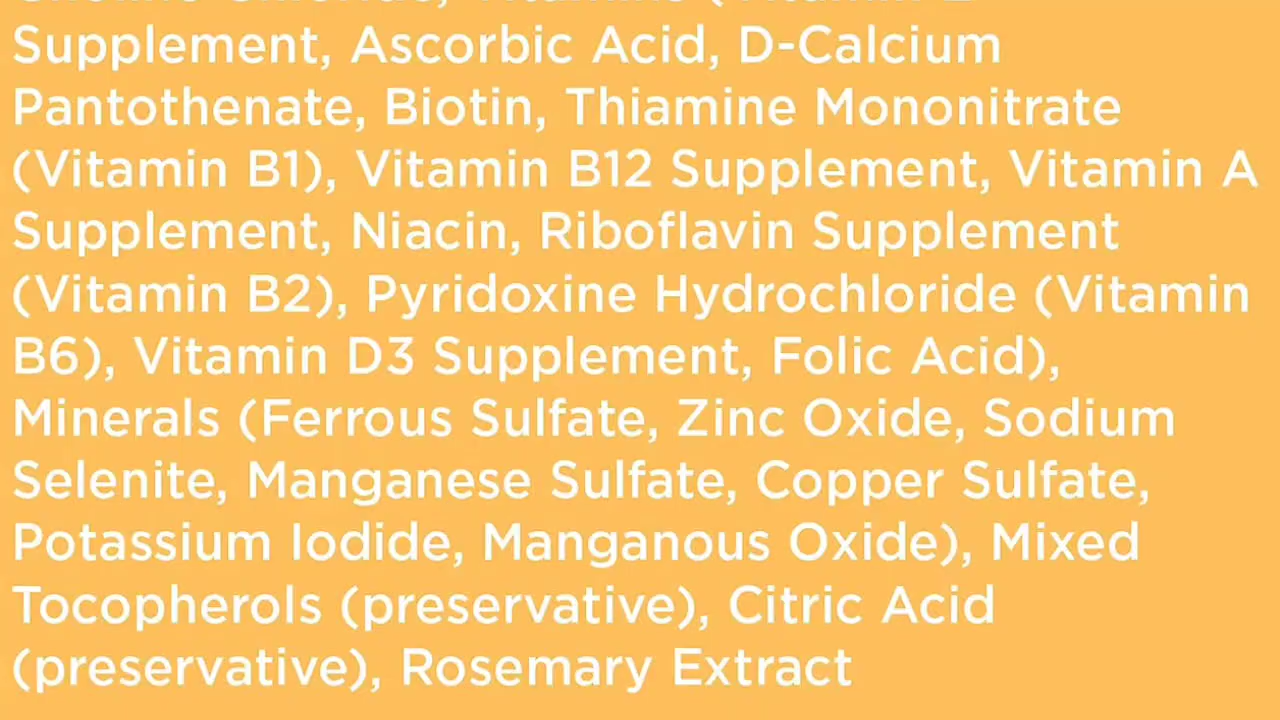 Supplement, Ascorbic Acid, D-Calcium
Pantothenate, Biotin, Thiamine Mononitrate
(Vitamin B1), Vitamin B12 Supplement, Vitamin A
Supplement, Niacin, Riboflavin Supplement
(Vitamin B2), Pyridoxine Hydrochloride (Vitamin
B6), Vitamin D3 Supplement, Folic Acid),
Minerals (Ferrous Sulfate, Zinc Oxide, Sodium
Selenite, Manganese Sulfate, Copper Sulfate,
Potassium Iodide, Manganous Oxide), Mixed
Tocopherols (preservative), Citric Acid
(preservative), Rosemary Extract